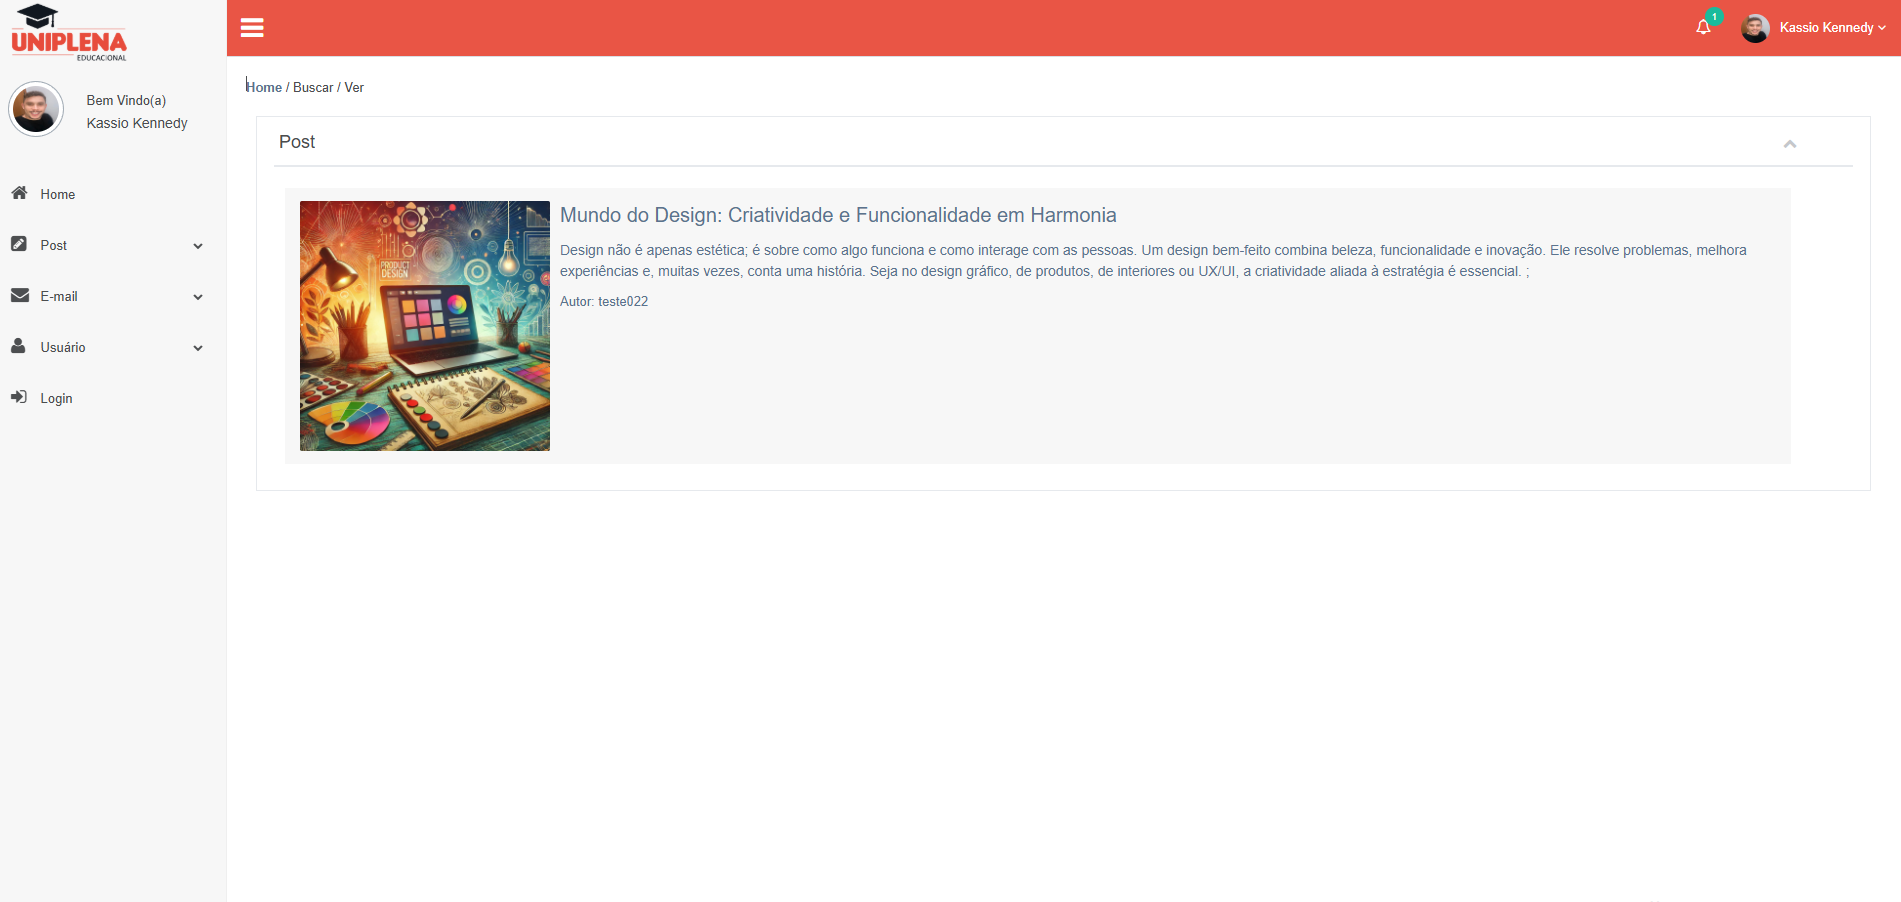 UNIPLENA
EDUCACIONAL
1
Kassio Kennedy
Bem Vindo(a)
Kassio Kennedy
Home
Post
E-mail
Usuário
Login
Home / Buscar / Ver
Post
PRODUCT
DESIGN
Mundo do Design: Criatividade e Funcionalidade em Harmonia
Design não é apenas estética; é sobre como algo funciona e como interage com as pessoas. Um design bem-feito combina beleza, funcionalidade e inovação. Ele resolve problemas, melhora
experiências e, muitas vezes, conta uma história. Seja no design gráfico, de produtos, de interiores ou UX/UI, a criatividade aliada à estratégia é essencial. ;
Autor: teste022